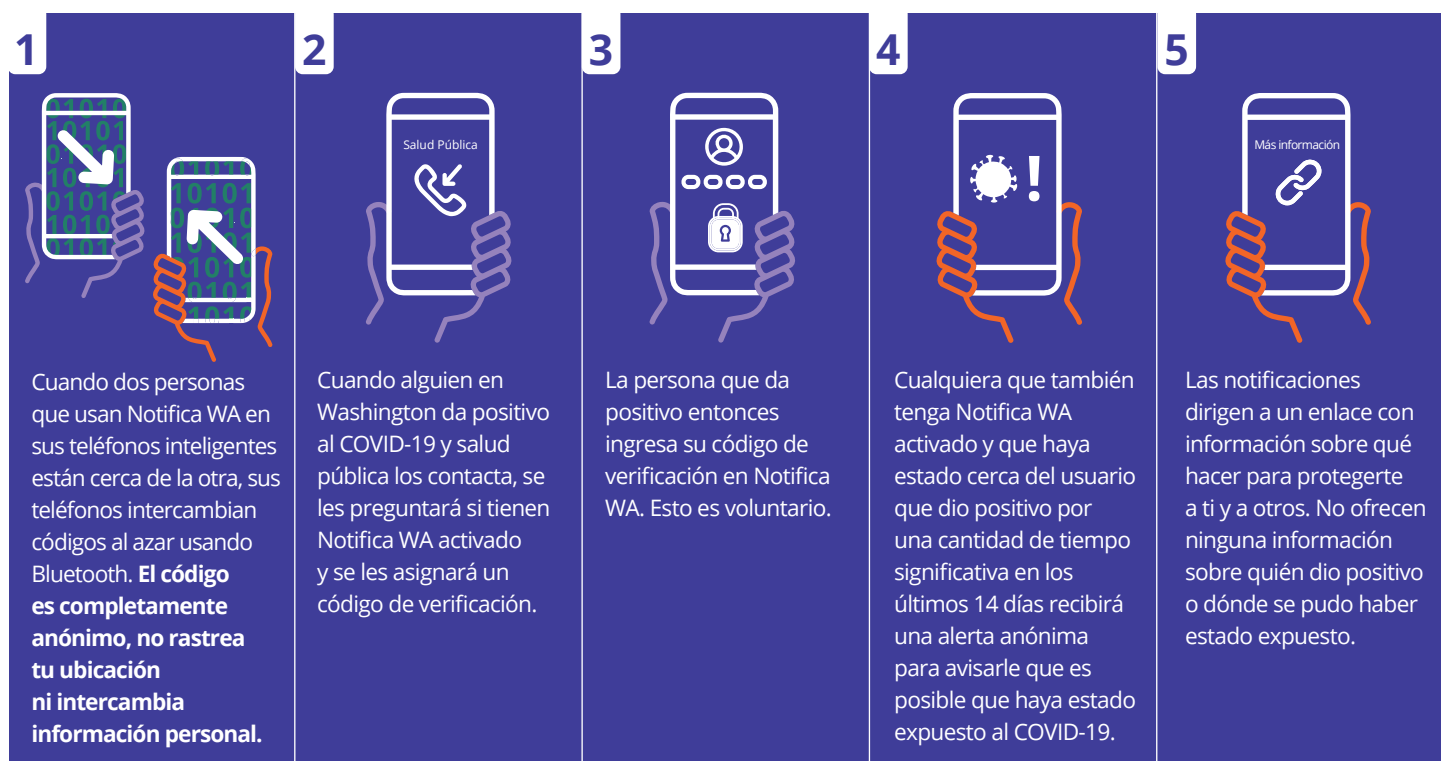 1
Cuando dos personas
que usan Notifica WA en
sus teléfonos inteligentes
están cerca de la otra, sus
teléfonos intercambian
códigos al azar usando
Bluetooth. El código
es completamente
anónimo, no rastrea
tu ubicación
ni intercambia
información personal.
2
Salud Pública
Cuando alguien en
Washington da positivo
al COVID-19 y salud
pública los contacta, se
les preguntará si tienen
Notifica WA activado
y se les asignará un
código de verificación.
3
La persona que da
positivo entonces
ingresa su código de
verificación en Notifica
WA. Esto es voluntario.
4
!
Cualquiera que también
tenga Notifica WA
activado y que haya
estado cerca del usuario
que dio positivo por
una cantidad de tiempo
significativa en los
últimos 14 días recibirá
una alerta anónima
para avisarle que es
posible que haya estado
expuesto al COVID-19.
5
Más información
Las notificaciones
dirigen a un enlace con
información sobre qué
hacer para protegerte
a ti y a otros. No ofrecen
ninguna información
sobre quién dio positivo
o dónde se pudo haber
estado expuesto.